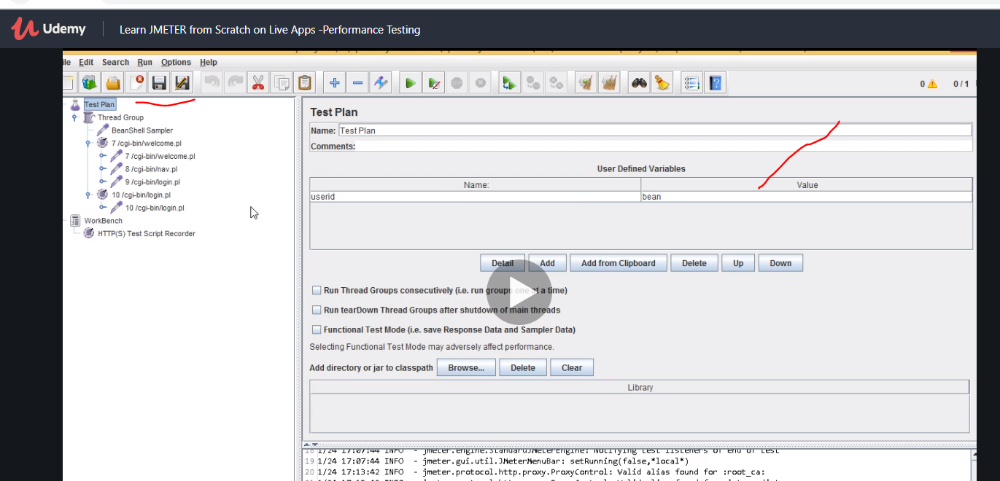 Udemy
Learn JMETER from Scratch on Live Apps -Performance Testing
ile Edit Search Run Options Help
0 0 / 1
Test Plan
Thread Group
BeanShell Sampler
7 /cgi-bin/welcome.pl
7 /cgi-bin/welcome.pl
8 /cgi-bin/nav.pl
9 /cgi-bin/login.pl
10 /cgi-bin/login.pl
10 /cgi-bin/login.pl
WorkBench
HTTP(S) Test Script Recorder
Test Plan
Name: Test Plan
Comments:
User Defined Variables
Name: Value
userid bean
Detail Add Add from Clipboard Delete Up Down
Run Thread Groups consecutively (i.e. run groups one at a time)
Run tearDown Thread Groups after shutdown of main threads
Functional Test Mode (i.e. save Response Data and Sampler Data)
Selecting Functional Test Mode may adversely affect performance.
Add directory or jar to classpath Browse... Delete Clear
Library
18 1/24 17:07:44 INFO - jmeter.engine.StandardJMeterEngine: Notifying test listeners of end of test
19 1/24 17:07:44 INFO - jmeter.gui.util.JMeterMenuBar: setRunning(false,*local*)
20 1/24 17:13:42 INFO - jmeter.protocol.http.proxy.ProxyControl: Valid alias found for :root_ca: